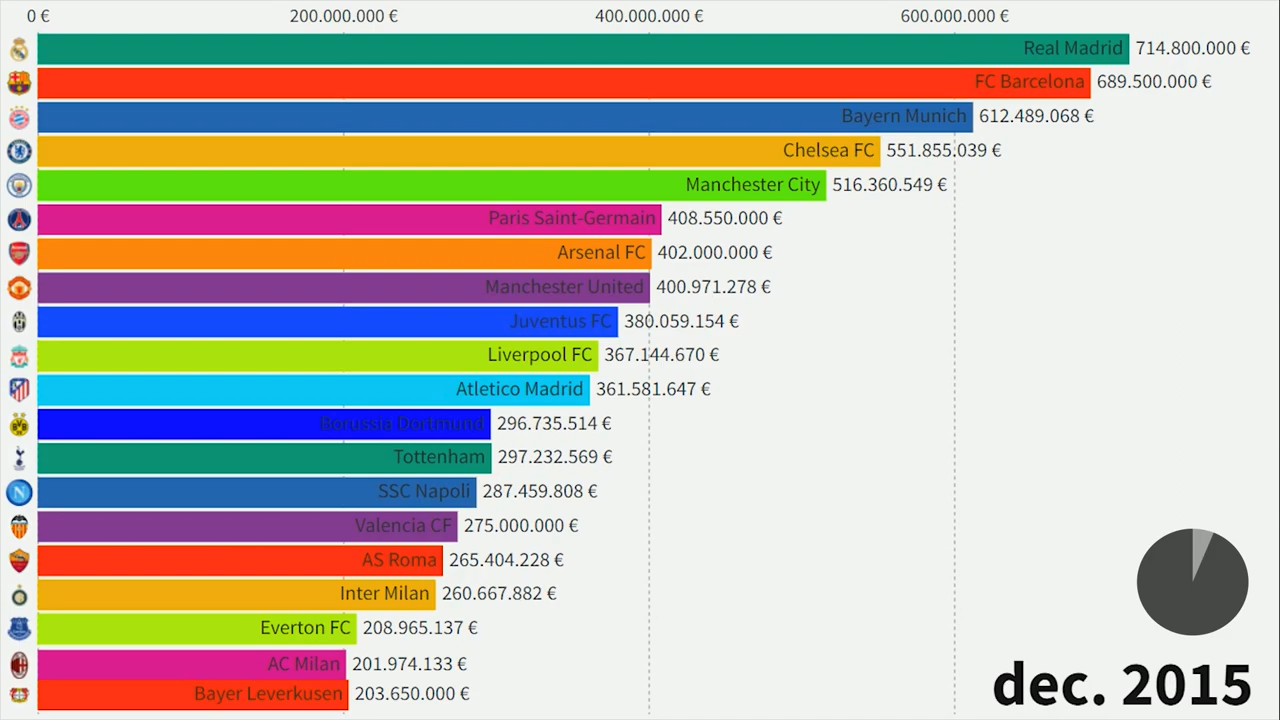 0 € 200.000.000 € 400.000.000 € 600.000.000 €
Real Madrid 714.800.000 €
FC Barcelona 689.500.000 €
Bayern Munich 612.489.068 €
Chelsea FC 551.855.039 €
Manchester City 516.360.549 €
Paris Saint-Germain 408.550.000 €
Arsenal FC 402.000.000 €
Manchester United 400.971.278 €
Juventus FC 380.059.154 €
Liverpool FC 367.144.670 €
Atletico Madrid 361.581.647 €
Borussia Dortmund 296.735.514 €
Tottenham 297.232.569 €
SSC Napoli 287.459.808 €
Valencia CF 275.000.000 €
AS Roma 265.404.228 €
Inter Milan 260.667.882 €
Everton FC 208.965.137 €
AC Milan 201.974.133 €
Bayer Leverkusen 203.650.000 €
dec. 2015